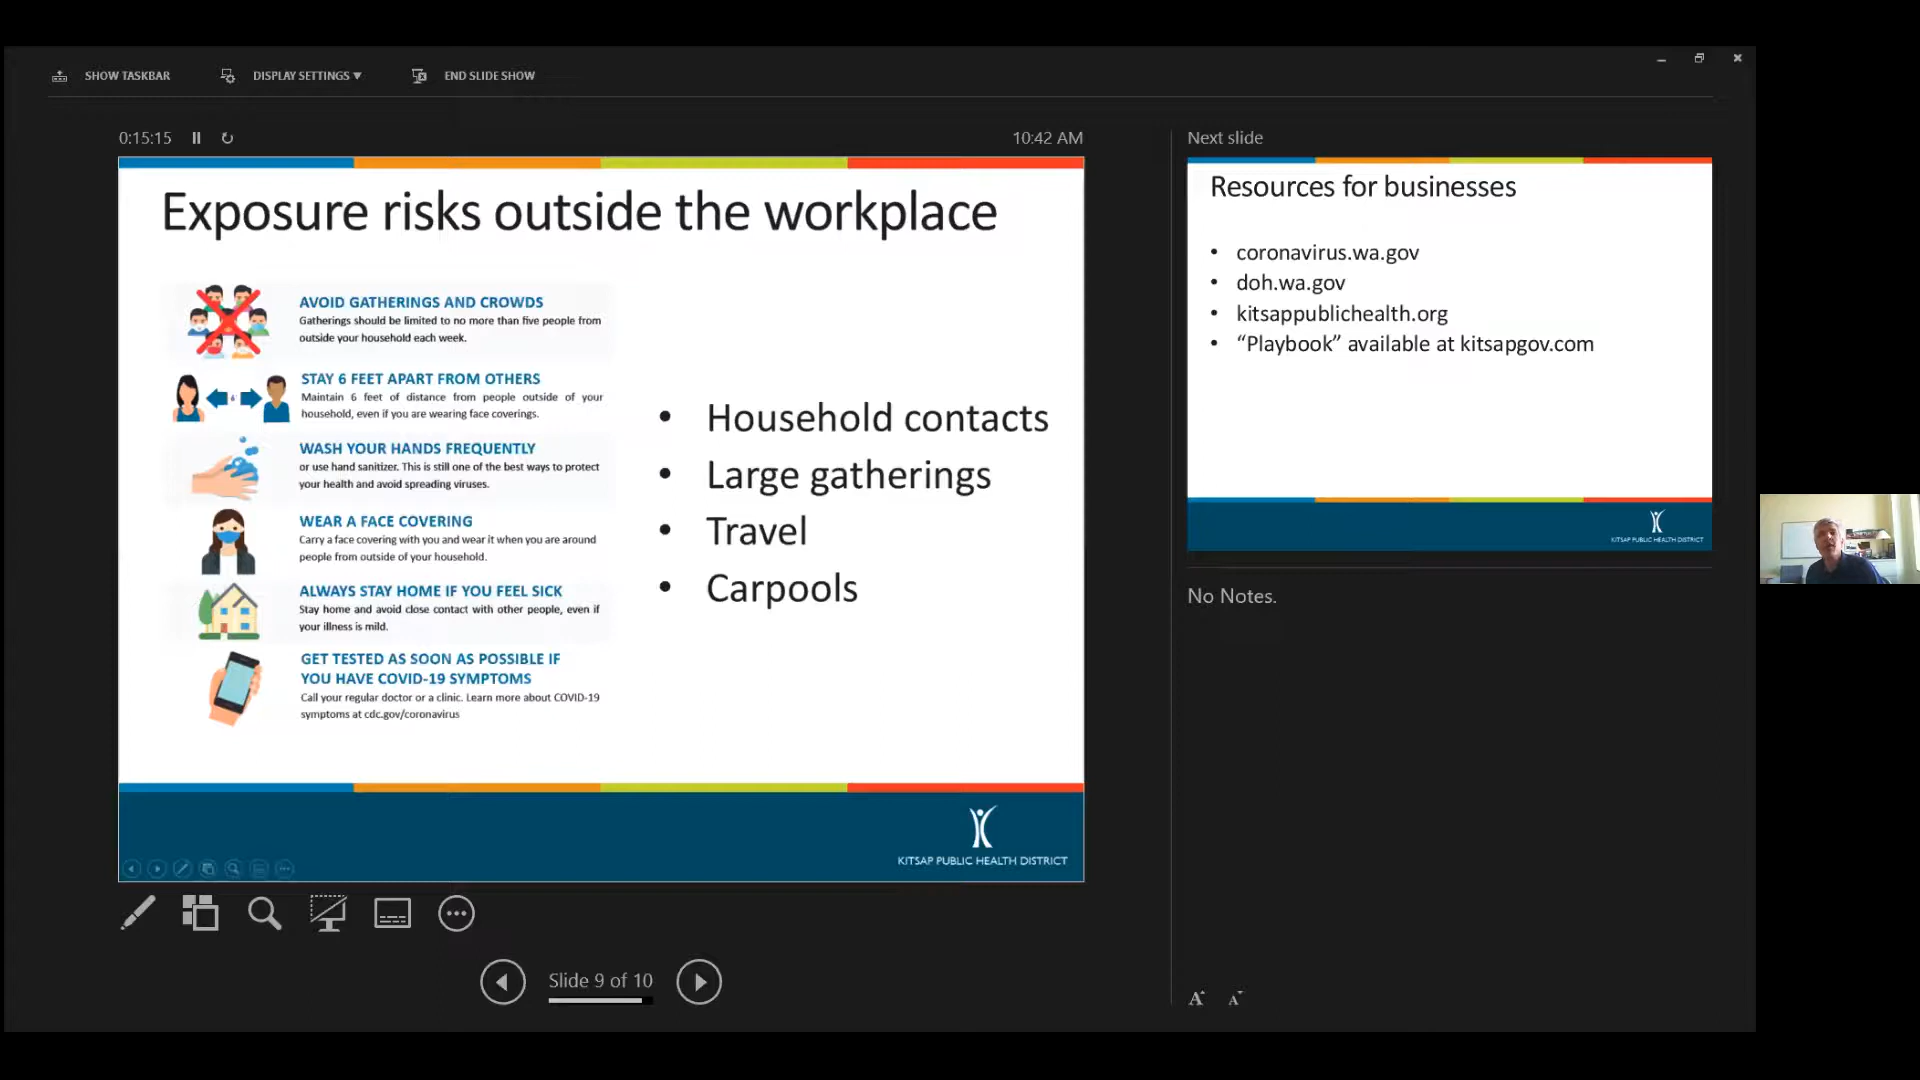 SHOW TASKBAR
DISPLAY SETTINGS ▼
END SLIDE SHOW
0:15:15
10:42 AM
Exposure risks outside the workplace
AVOID GATHERINGS AND CROWDS
Gatherings should be limited to no more than five people from
outside your household each week.
STAY 6 FEET APART FROM OTHERS
Maintain 6 feet of distance from people outside of your
household, even if you are wearing face coverings.
WASH YOUR HANDS FREQUENTLY
or use hand sanitizer. This is still one of the best ways to protect
your health and avoid spreading viruses.
WEAR A FACE COVERING
Carry a face covering with you and wear it when you are around
people from outside of your household.
ALWAYS STAY HOME IF YOU FEEL SICK
Stay home and avoid close contact with other people, even if
your illness is mild.
GET TESTED AS SOON AS POSSIBLE IF
YOU HAVE COVID-19 SYMPTOMS
Call your regular doctor or a clinic. Learn more about COVID-19
symptoms at cdc.gov/coronavirus
• Household contacts
• Large gatherings
• Travel
• Carpools
KITSAP PUBLIC HEALTH DISTRICT
Slide 9 of 10
Next slide
Resources for businesses
• coronavirus.wa.gov
• doh.wa.gov
• kitsappublichealth.org
• “Playbook” available at kitsapgov.com
KITSAP PUBLIC HEALTH DISTRICT
No Notes.
A A